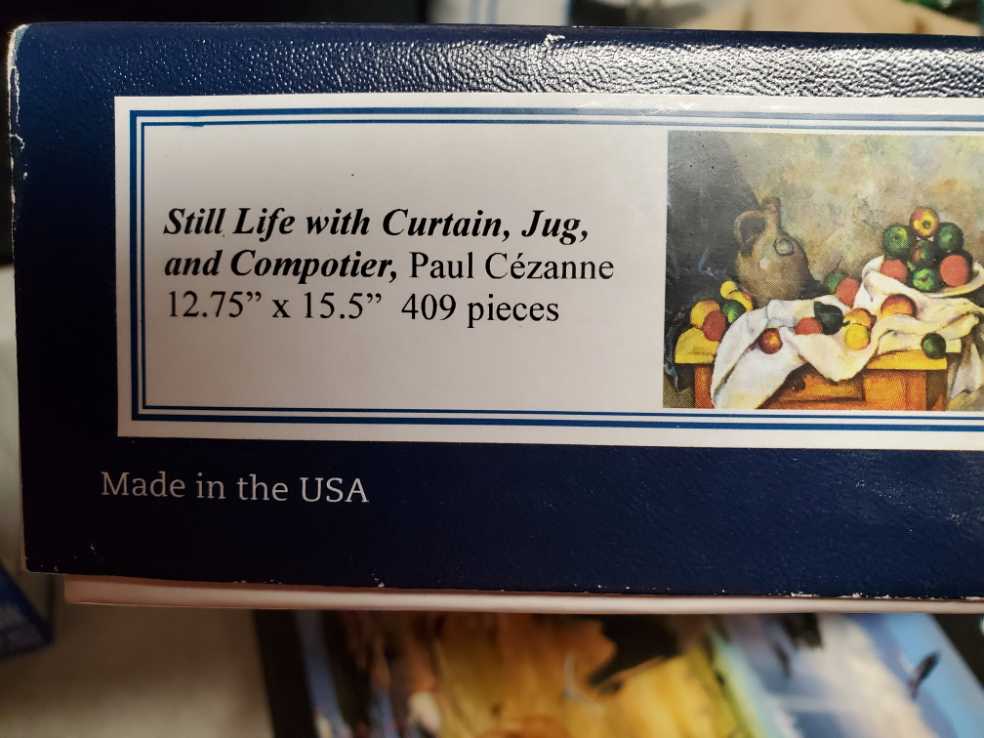 Still Life with Curtain, Jug,
and Compotier, Paul Cézanne
12.75” x 15.5” 409 pieces
Made in the USA